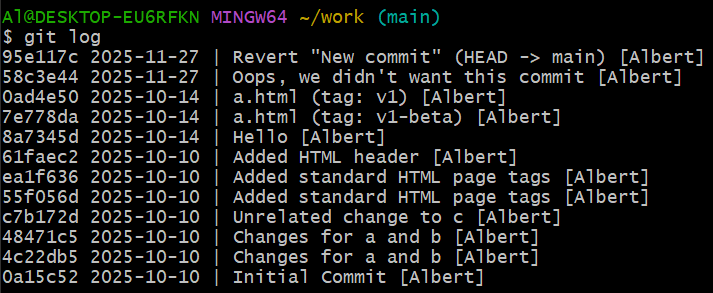 Al@DESKTOP-EU6RFKN MINGW64 ~/work (main)
$ git log
95e117c 2025-11-27 | Revert "New commit" (HEAD -> main) [Albert]
58c3e44 2025-11-27 | Oops, we didn't want this commit [Albert]
0ad4e50 2025-10-14 | a.html (tag: v1) [Albert]
7e778da 2025-10-14 | a.html (tag: v1-beta) [Albert]
8a7345d 2025-10-14 | Hello [Albert]
61faec2 2025-10-10 | Added HTML header [Albert]
ea1f636 2025-10-10 | Added standard HTML page tags [Albert]
55f056d 2025-10-10 | Added standard HTML page tags [Albert]
c7b172d 2025-10-10 | Unrelated change to c [Albert]
48471c5 2025-10-10 | Changes for a and b [Albert]
4c22db5 2025-10-10 | Changes for a and b [Albert]
0a15c52 2025-10-10 | Initial Commit [Albert]